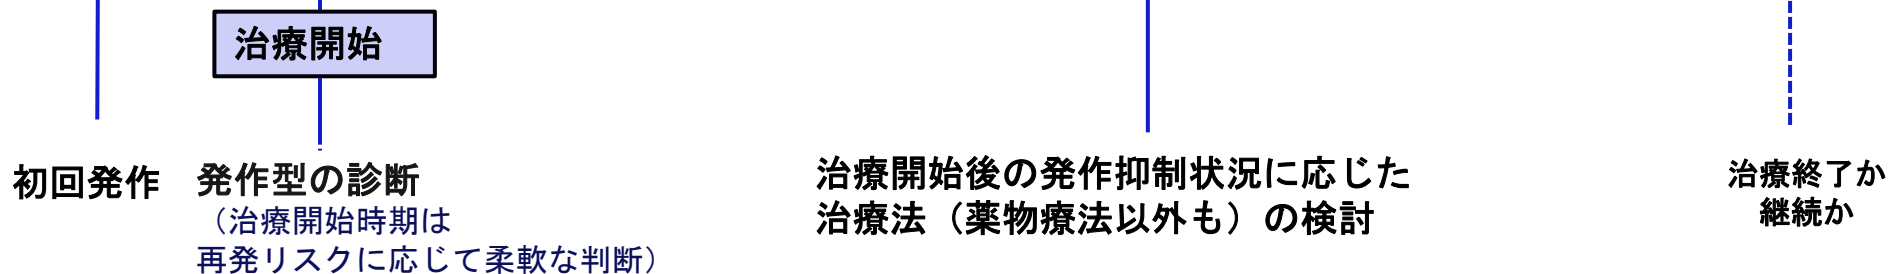 治療開始
初回発作
発作型の診断
（治療開始時期は
再発リスクに応じて柔軟な判断）
治療開始後の発作抑制状況に応じた
治療法（薬物療法以外も）の検討
治療終了か
継続か